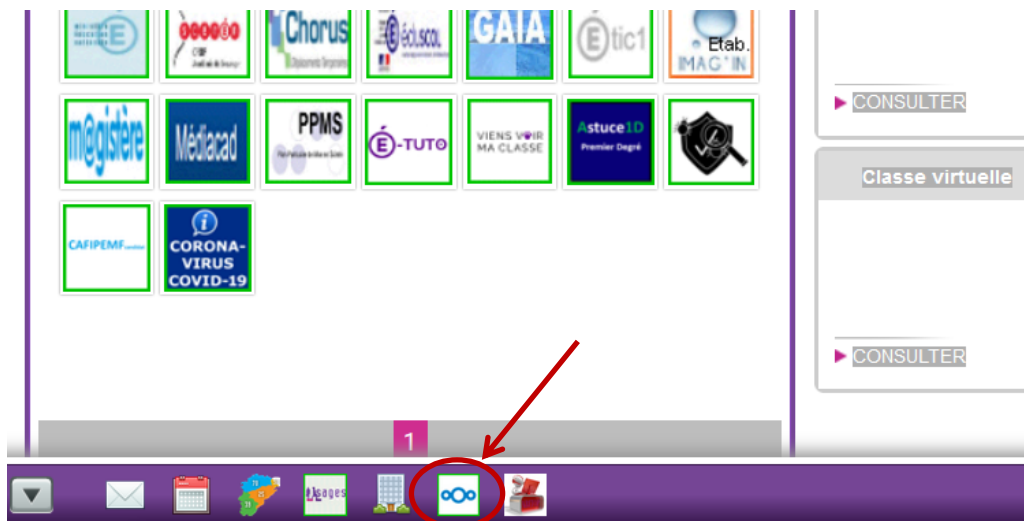 Chorus
éduscol
GAIA
É tic1
Etab.
IMAG'IN
CONSULTER
m@gistère
Médiacad
PPMS
É-TUTO
VIENS VOIR
MA CLASSE
Astuce1D
Premier Degré
Classe virtuelle
CAFIPEMF
i
CORONA-
VIRUS
COVID-19
CONSULTER
1